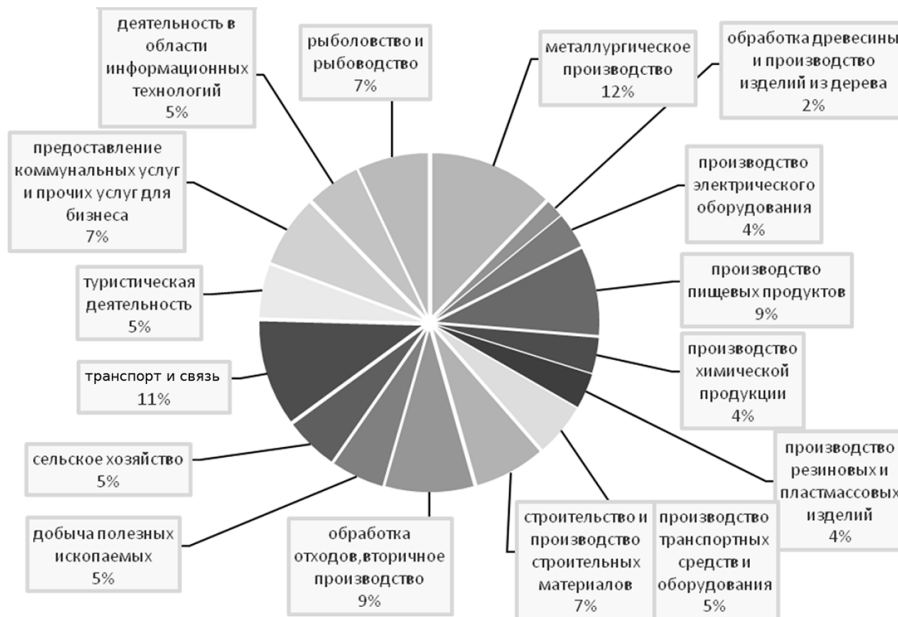 деятельность в
области
информационных
технологий
5%
рыболовство и
рыбоводство
7%
металлургическое
производство
12%
обработка древесины
и производство
изделий из дерева
2%
производство
электрического
оборудования
4%
производство
пищевых продуктов
9%
производство
химической
продукции
4%
производство
резиновых и
пластмассовых
изделий
4%
производство
транспортных
средств и
оборудования
5%
строительство и
производство
строительных
материалов
7%
обработка
отходов,вторичное
производство
9%
добыча полезных
ископаемых
5%
сельское хозяйство
5%
транспорт и связь
11%
туристическая
деятельность
5%
предоставление
коммунальных услуг
и прочих услуг для
бизнеса
7%